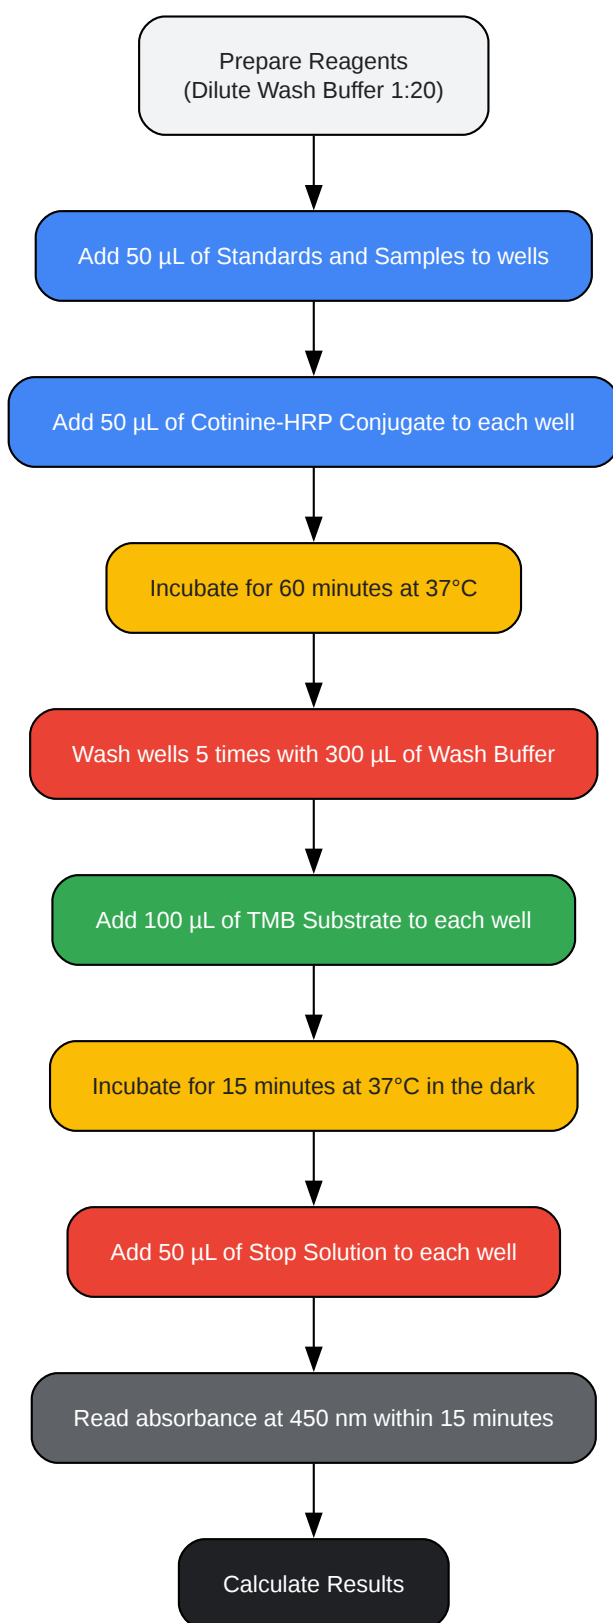 Prepare Reagents
(Dilute Wash Buffer 1:20)
Add 50 µL of Standards and Samples to wells
Add 50 µL of Cotinine-HRP Conjugate to each well
Incubate for 60 minutes at 37°C
Wash wells 5 times with 300 µL of Wash Buffer
Add 100 µL of TMB Substrate to each well
Incubate for 15 minutes at 37°C in the dark
Add 50 µL of Stop Solution to each well
Read absorbance at 450 nm within 15 minutes
Calculate Results